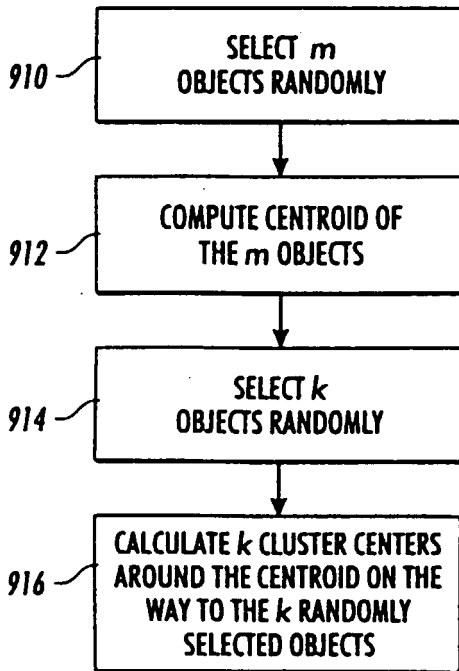 910
SELECT m
OBJECTS RANDOMLY
912
COMPUTE CENTROID OF
THE m OBJECTS
914
SELECT k
OBJECTS RANDOMLY
916
CALCULATE k CLUSTER CENTERS
AROUND THE CENTROID ON THE
WAY TO THE k RANDOMLY
SELECTED OBJECTS